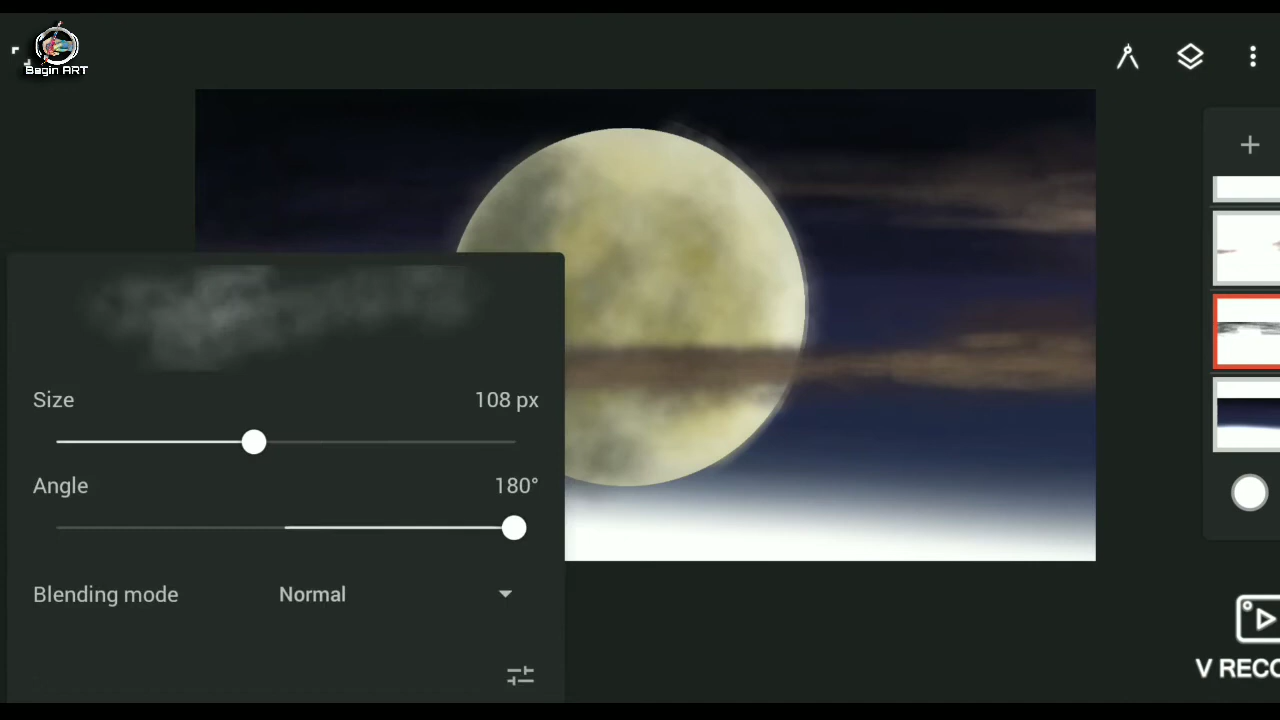 Begin ART
Size 108 px
Angle 180°
Blending mode Normal
V RECO